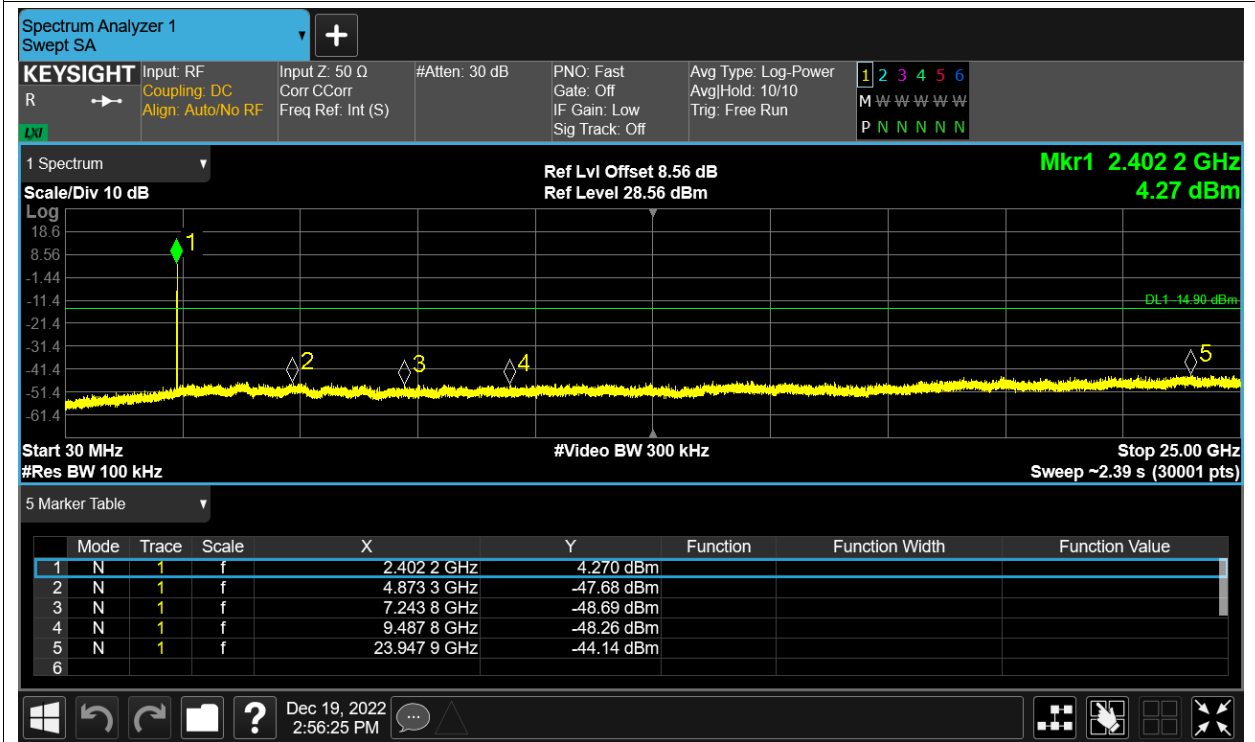 Spectrum Analyzer 1
Swept SA
KEYSIGHT
R
LXI
Input: RF
Coupling: DC
Align: Auto/No RF
Input Z: 50 Ω
Corr CCorr
Freq Ref: Int (S)
#Atten: 30 dB
PNO: Fast
Gate: Off
IF Gain: Low
Sig Track: Off
Avg Type: Log-Power
Avg|Hold: 10/10
Trig: Free Run
1 2 3 4 5 6
M W W W W W
P N N N N N
1 Spectrum
Scale/Div 10 dB
Ref Lvl Offset 8.56 dB
Ref Level 28.56 dBm
Mkr1 2.402 2 GHz
4.27 dBm
Log
18.6
8.56
-1.44
-11.4
-21.4
-31.4
-41.4
-51.4
-61.4
1
2
3
4
5
DL1 -14.90 dBm
Start 30 MHz
#Res BW 100 kHz
#Video BW 300 kHz
Stop 25.00 GHz
Sweep ~2.39 s (30001 pts)
5 Marker Table
Mode Trace Scale X Y Function Function Width Function Value
1 N 1 f 2.402 2 GHz 4.270 dBm
2 N 1 f 4.873 3 GHz -47.68 dBm
3 N 1 f 7.243 8 GHz -48.69 dBm
4 N 1 f 9.487 8 GHz -48.26 dBm
5 N 1 f 23.947 9 GHz -44.14 dBm
6
?
Dec 19, 2022
2:56:25 PM